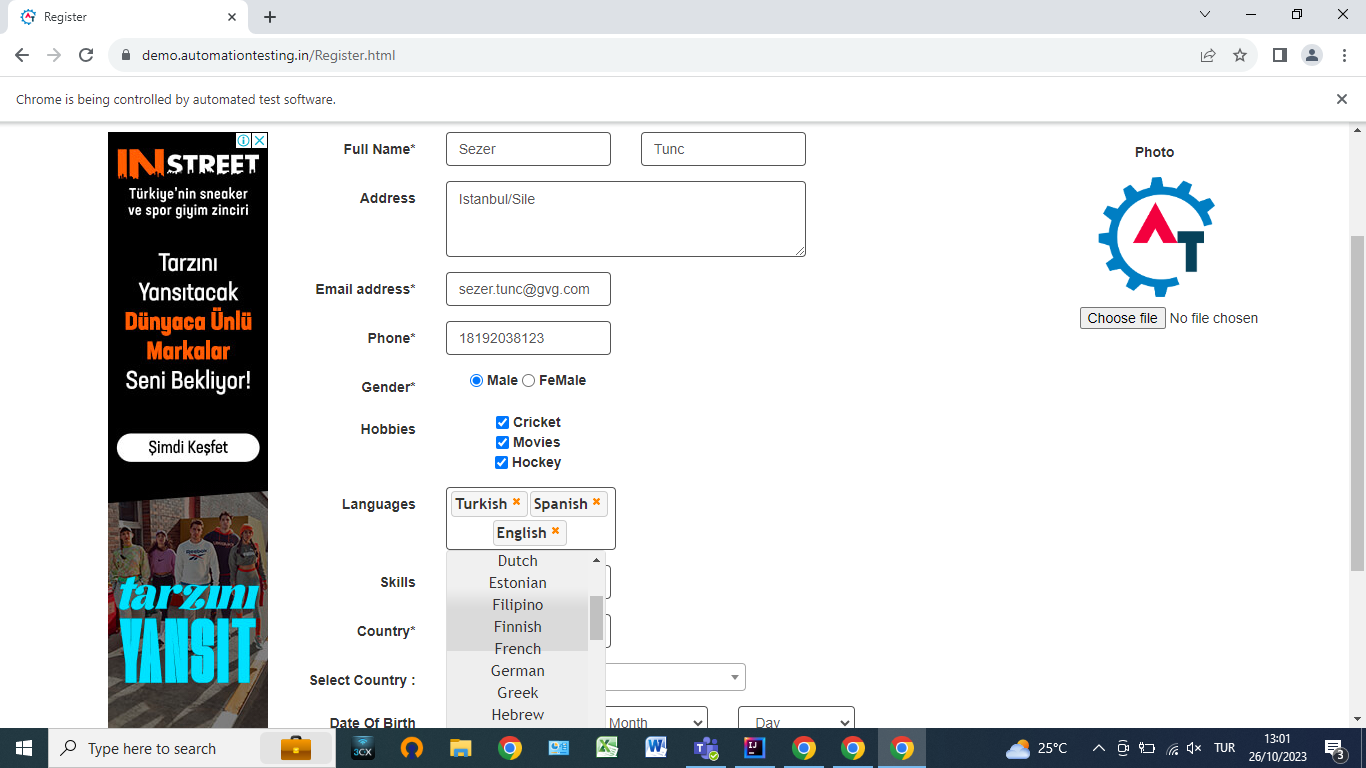 Register
demo.automationtesting.in/Register.html
Chrome is being controlled by automated test software.
INSTREET
Türkiye'nin sneaker
ve spor giyim zinciri
Tarzını
Yansıtacak
Dünyaca Ünlü
Markalar
Seni Bekliyor!
Şimdi Keşfet
Reebok
tarzını
YANSIT
Full Name* Sezer Tunc
Address Istanbul/Sile
Email address* sezer.tunc@gvg.com
Phone* 18192038123
Gender* Male FeMale
Hobbies Cricket
Movies
Hockey
Languages Turkish Spanish
English
Dutch
Skills Estonian
Filipino
Country* Finnish
French
German
Select Country :
Greek
Date Of Birth Hebrew Month Day
Photo
AT
Choose file No file chosen
Type here to search
3CX
25°C
TUR
13:01
26/10/2023
3